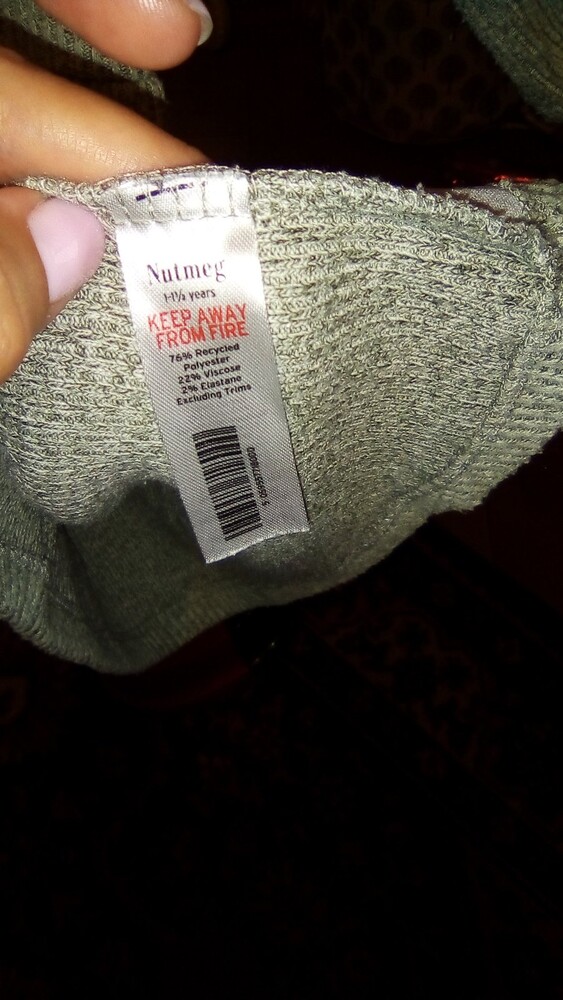 Nutmeg
1-1½ years
KEEP AWAY
FROM FIRE
76% Recycled
Polyester
22% Viscose
2% Elastane
Excluding Trims